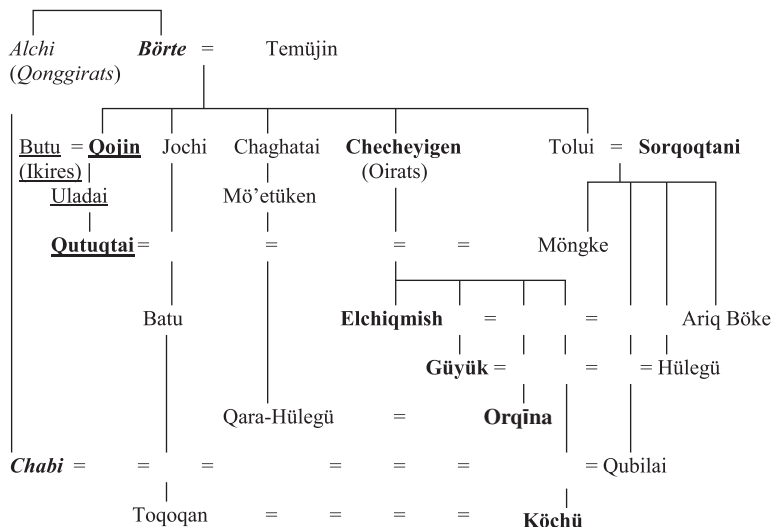 Alchi Börte = Temüjin
(Qonggirats)
Butu = Qojin Jochi Chaghatai Checheyigen Tolui = Sorqoqtani
(Ikires) (Oirats)
Uladai Mö’etüken
Qutuqtai = = = = Möngke
Batu Elchiqmish = = Ariq Böke
Güyük = = = Hülegü
Qara-Hülegü = Orqīna
Chabi = = = = = = = Qubilai
Toqoqan = = = = Köchü